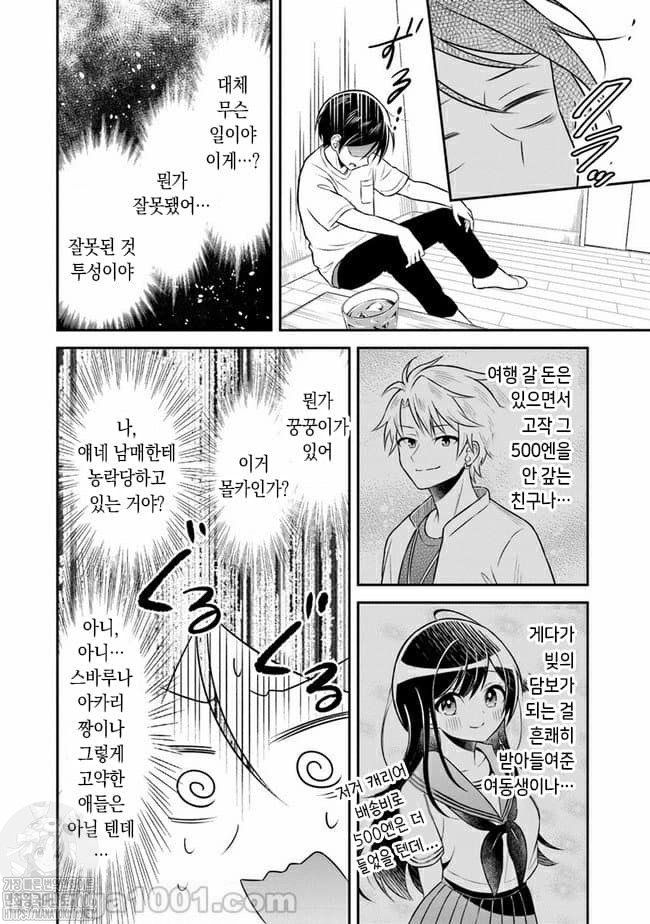 대체
무슨
일이야
이게…?
뭔가
잘못됐어…
잘못된 것
투성이야
여행 갈 돈은
있으면서
고작 그
500엔을
안 갚는
친구나…
게다가
빚의
담보가
되는 걸
흔쾌히
받아들여준
여동생이나…
저거 캐리어
배송비로
500엔은 더
들었을 텐데…
뭔가
꿍꿍이가
있어
이거
몰카인가?
나,
얘네 남매한테
농락당하고
있는 거야?
아니,
아니…
스바루나
아카리
짱이나
그렇게
고약한
애들은
아닐 텐데
…
ぐる
ぐる